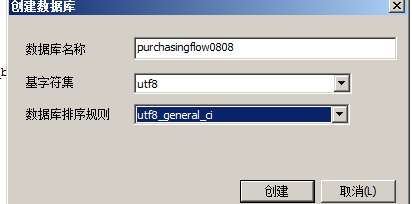 创建数据库
数据库名称
purchasingflow0808
基字符集
utf8
数据库排序规则
utf8_general_ci
创建
取消(L)